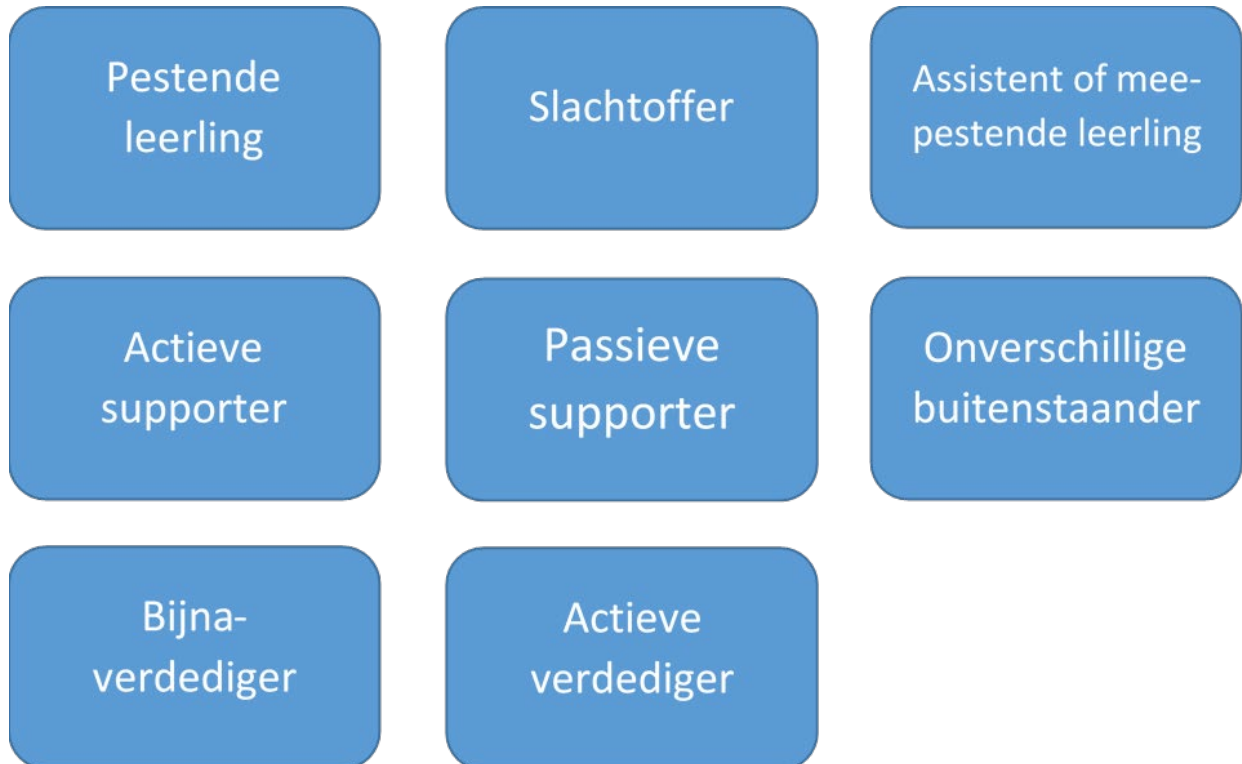 Pestende
leerling
Slachtoffer
Assistent of mee-
pestende leerling
Actieve
supporter
Passieve
supporter
Onverschillige
buitenstaander
Bijna-
verdediger
Actieve
verdediger